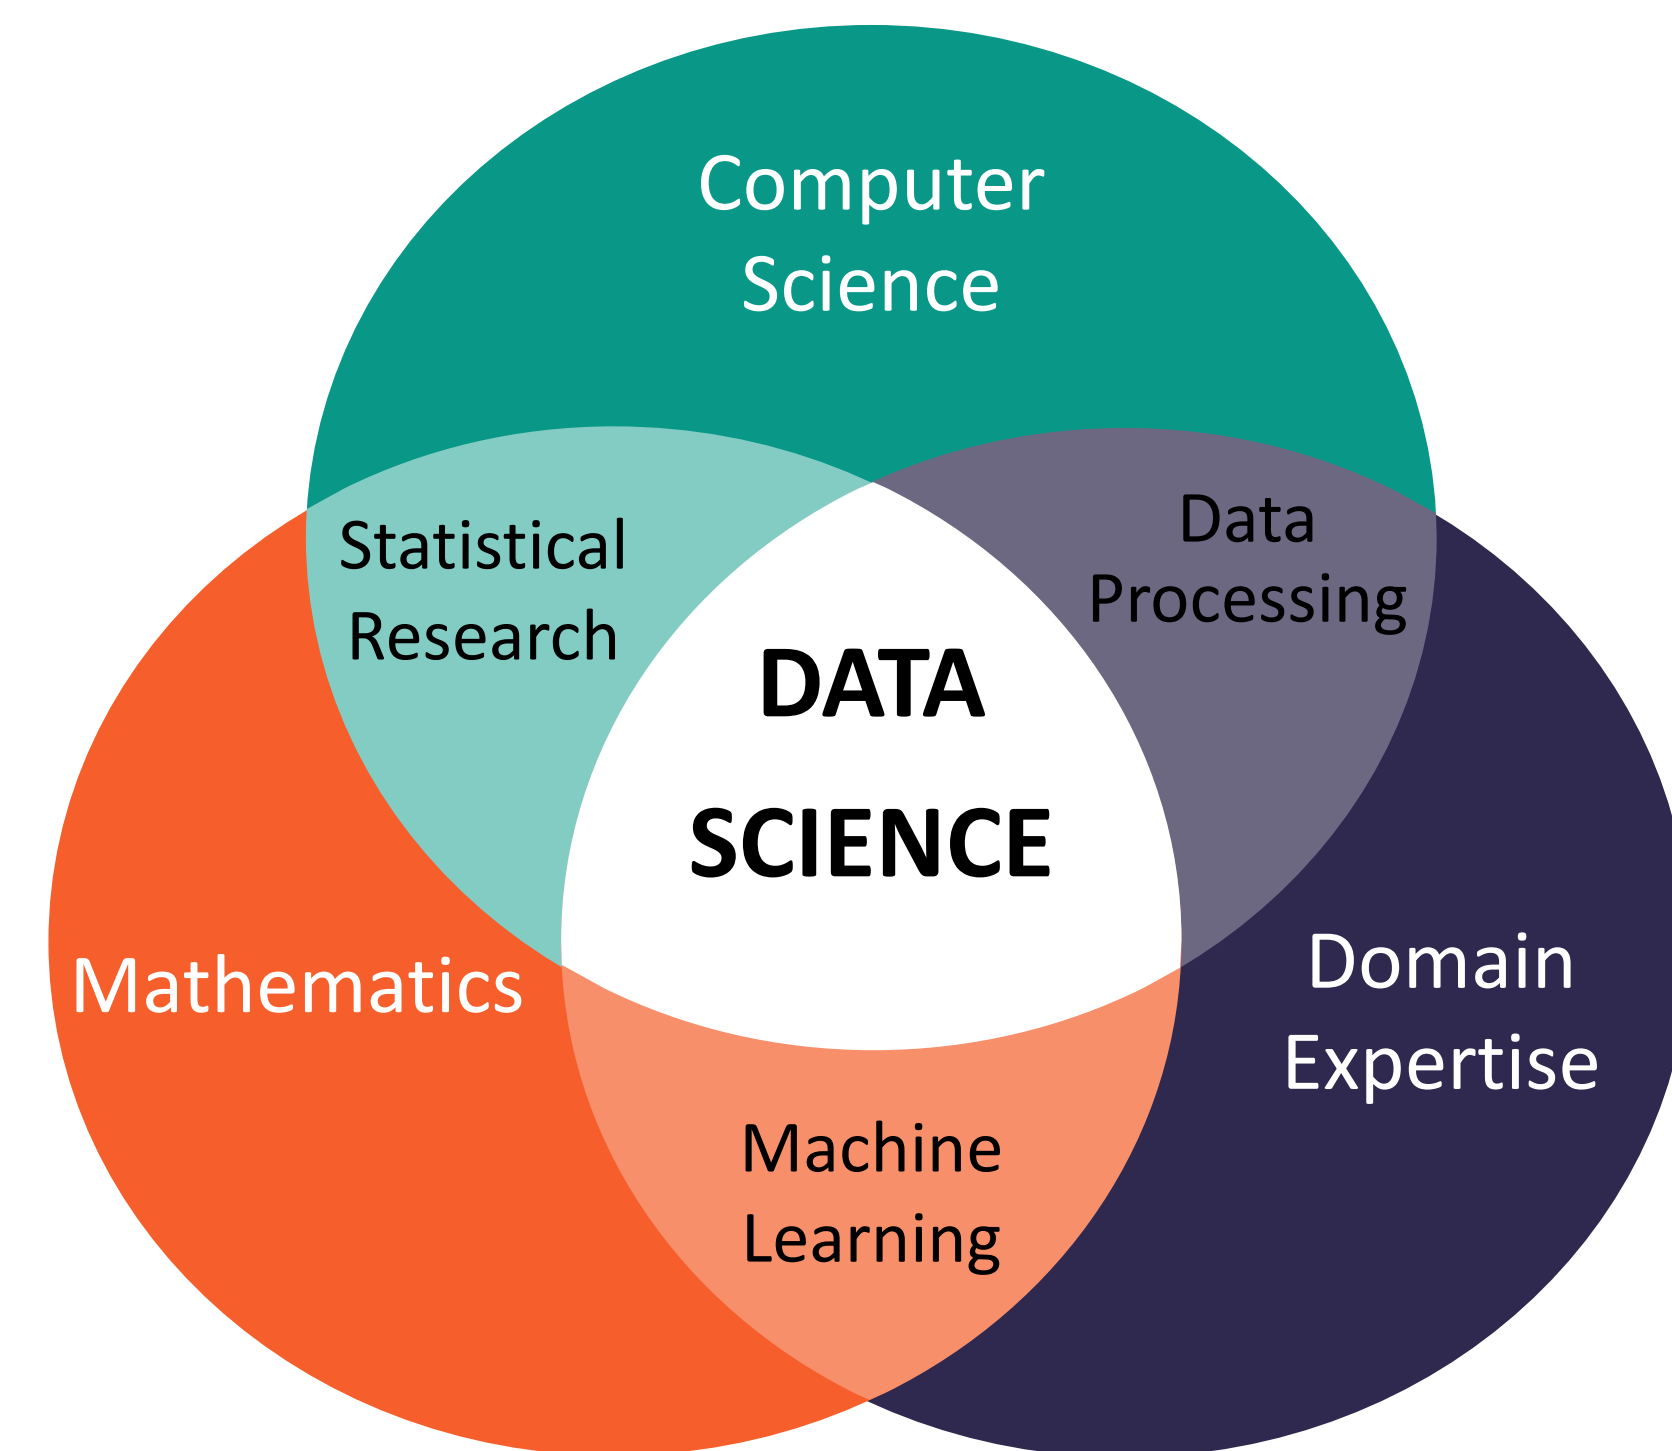 Computer
Science
Statistical
Research
Data
Processing
DATA
SCIENCE
Mathematics
Domain
Expertise
Machine
Learning